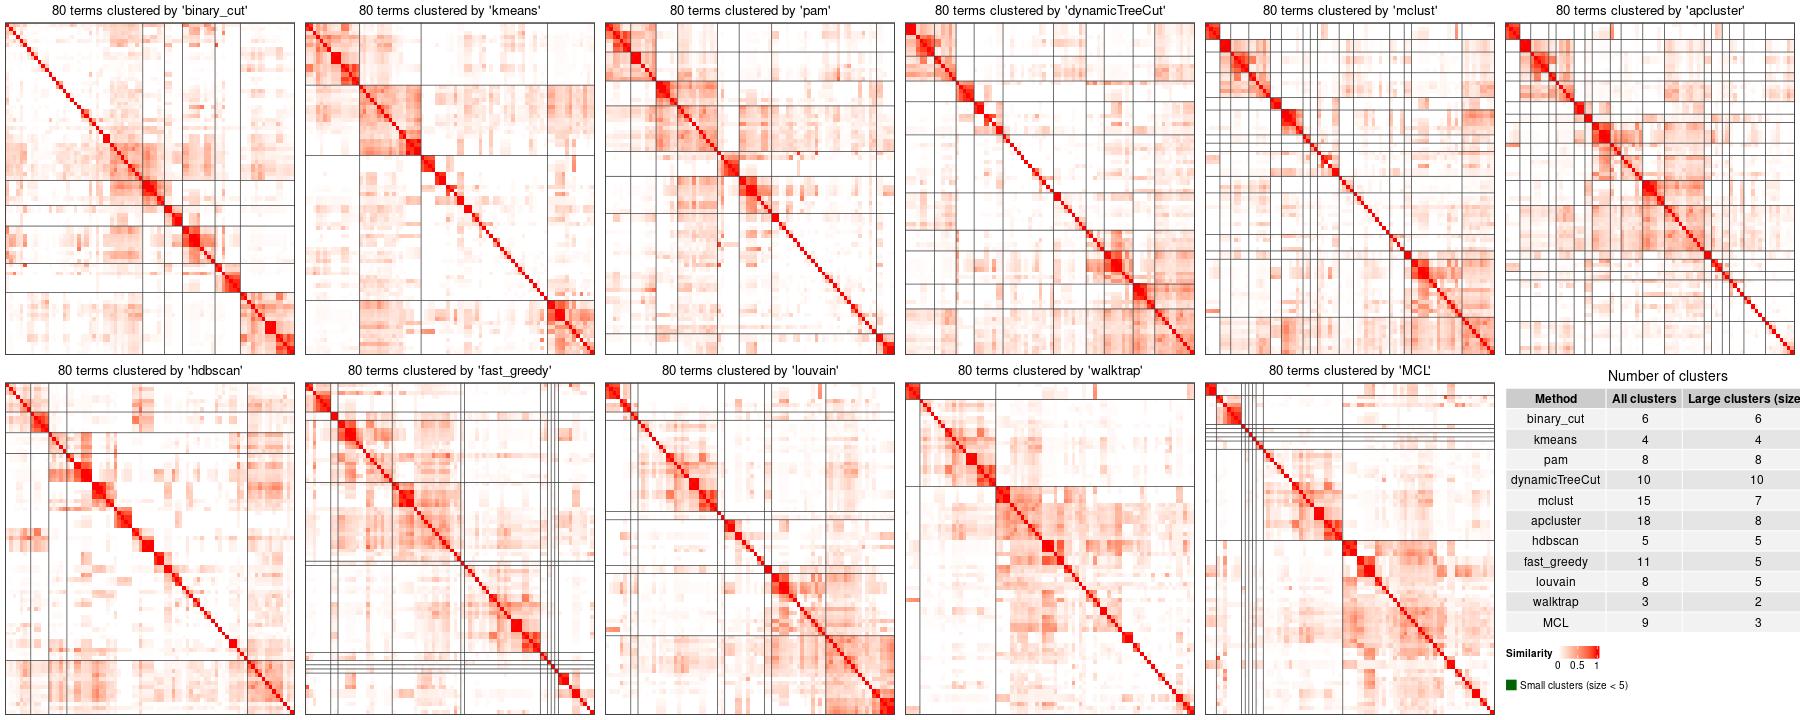 80 terms clustered by 'binary_cut'
80 terms clustered by 'kmeans'
80 terms clustered by 'pam'
80 terms clustered by 'dynamicTreeCut'
80 terms clustered by 'mclust'
80 terms clustered by 'apcluster'
80 terms clustered by 'hdbscan'
80 terms clustered by 'fast_greedy'
80 terms clustered by 'louvain'
80 terms clustered by 'walktrap'
80 terms clustered by 'MCL'
Number of clusters
Method All clusters Large clusters (size
binary_cut 6 6
kmeans 4 4
pam 8 8
dynamicTreeCut 10 10
mclust 15 7
apcluster 18 8
hdbscan 5 5
fast_greedy 11 5
louvain 8 5
walktrap 3 2
MCL 9 3
Similarity
0 0.5 1
Small clusters (size < 5)